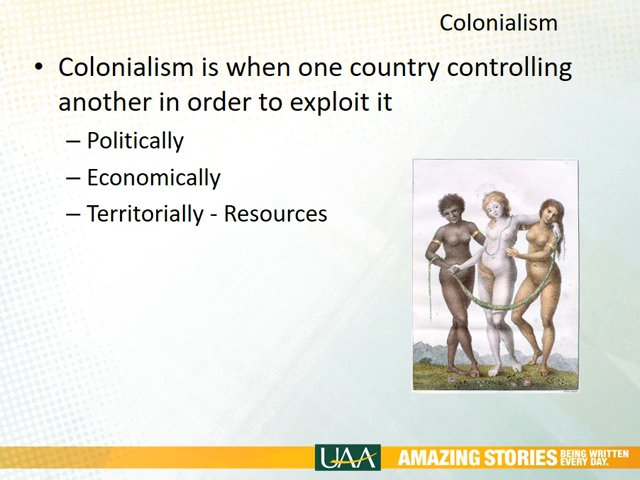 Colonialism
• Colonialism is when one country controlling
another in order to exploit it
– Politically
– Economically
– Territorially - Resources
UAA
AMAZING STORIES
BEING WRITTEN
EVERY DAY.